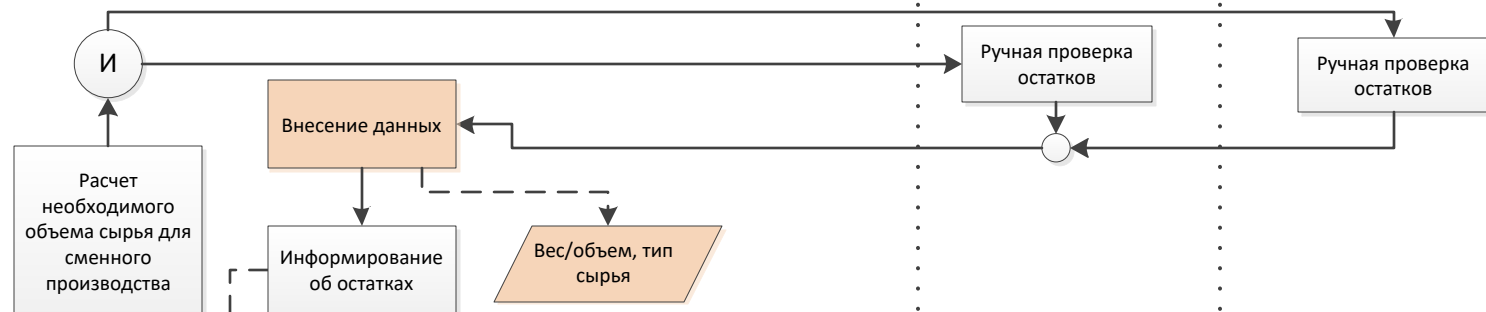 И
Ручная проверка
остатков
Ручная проверка
остатков
Внесение данных
Расчет
необходимого
объема сырья для
сменного
производства
Информирование
об остатках
Вес/объем, тип
сырья